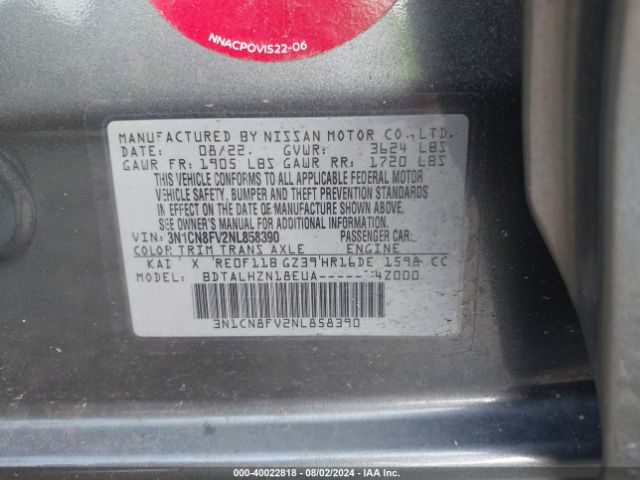 NNACPOVIS22-06
MANUFACTURED BY NISSAN MOTOR CO.,LTD.
DATE: 08/22. GVWR: 3624 LBS
GAWR FR: 1905 LBS GAWR RR: 1720 LBS
THIS VEHICLE CONFORMS TO ALL APPLICABLE FEDERAL MOTOR
VEHICLE SAFETY, BUMPER, AND THEFT PREVENTION STANDARDS
IN EFFECT ON THE DATE OF MANUFACTURE SHOWN ABOVE.
SEE OWNER'S MANUAL FOR ADDITIONAL INFORMATION.
VIN: 3N1CN8FV2NL858390 PASSENGER CAR
COLOR TRIM TRANS AXLE ENGINE
KAD X RE0F11B GZ39 HR16DE 1598 CC
MODEL: BDTALHZN18EUA-----
3N1CN8FV2NL858390
000-40022818 - 08/02/2024 - IAA Inc.